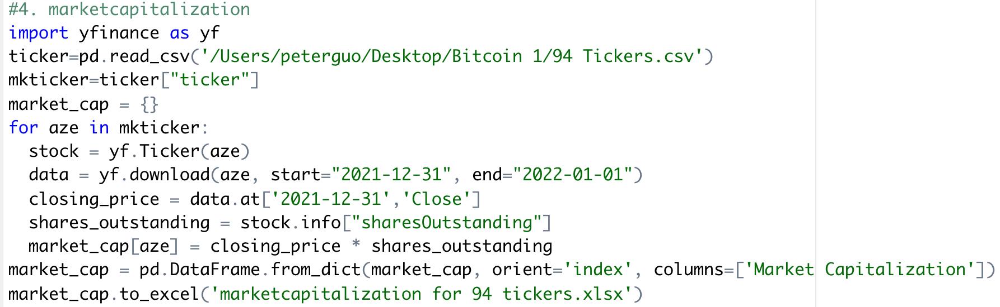 #4. marketcapitalization
import yfinance as yf
ticker=pd.read_csv('/Users/peterguo/Desktop/Bitcoin 1/94 Tickers.csv')
mkticker=ticker["ticker"]
market_cap = {}
for aze in mkticker:
  stock = yf.Ticker(aze)
  data = yf.download(aze, start="2021-12-31", end="2022-01-01")
  closing_price = data.at['2021-12-31','Close']
  shares_outstanding = stock.info["sharesOutstanding"]
  market_cap[aze] = closing_price * shares_outstanding
market_cap = pd.DataFrame.from_dict(market_cap, orient='index', columns=['Market Capitalization'])
market_cap.to_excel('marketcapitalization for 94 tickers.xlsx')